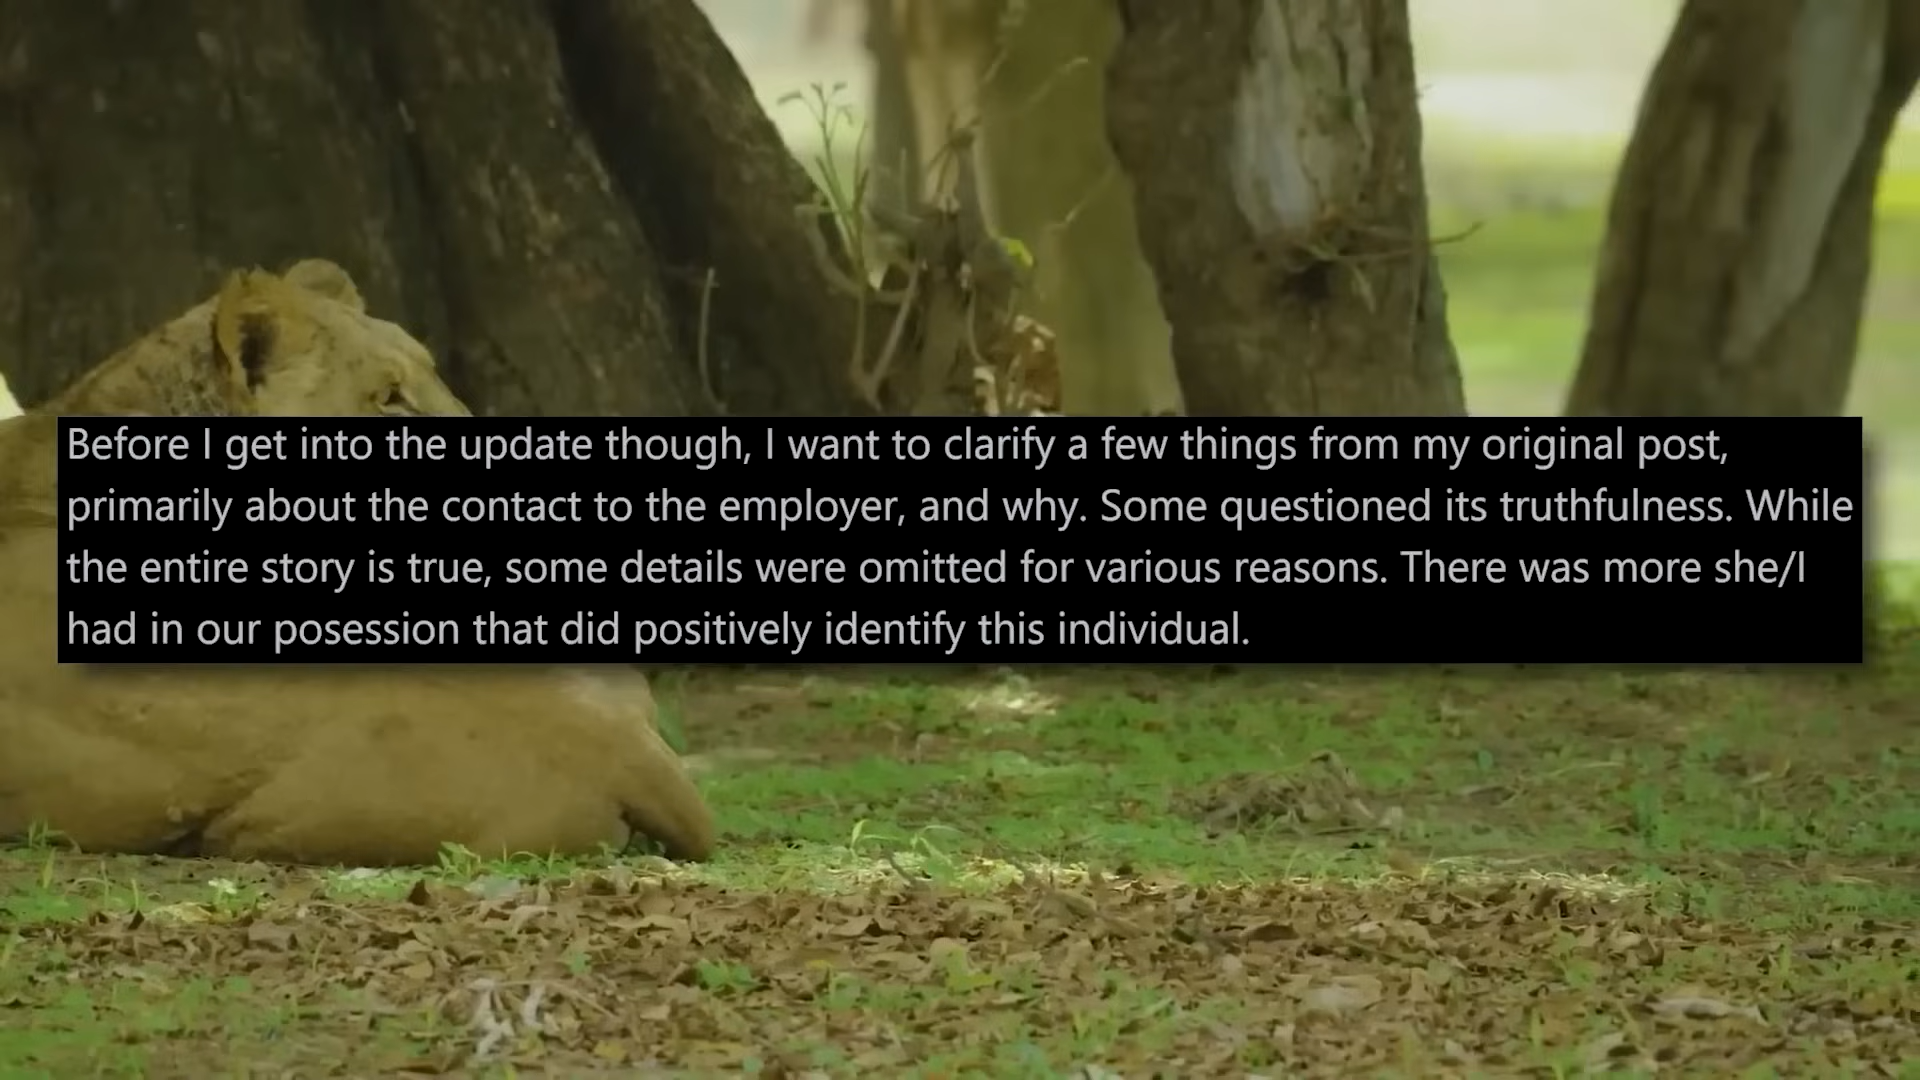 Before I get into the update though, I want to clarify a few things from my original post,
primarily about the contact to the employer, and why. Some questioned its truthfulness. While
the entire story is true, some details were omitted for various reasons. There was more she/I
had in our posession that did positively identify this individual.